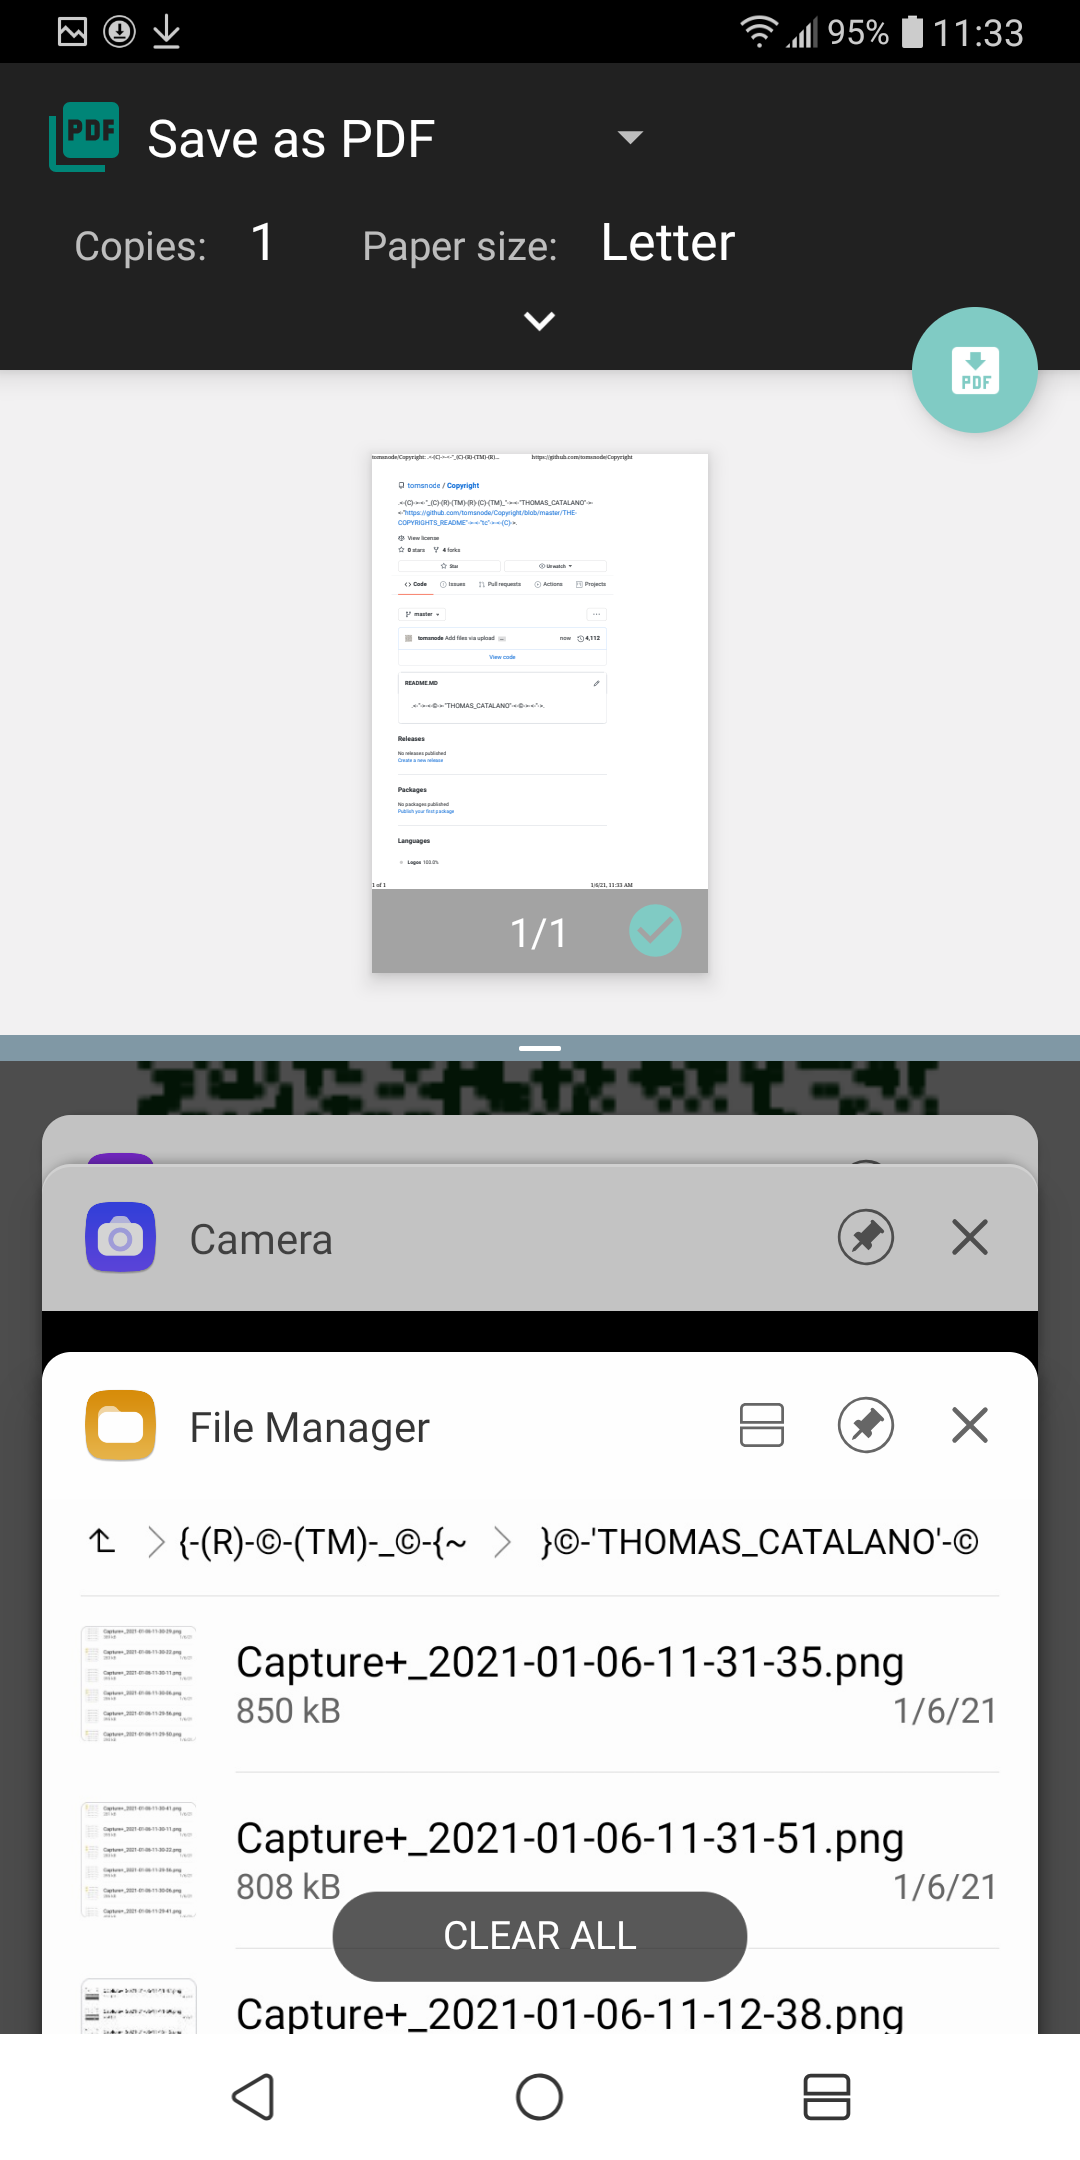 95% 11:33
PDF Save as PDF
Copies: 1 Paper size: Letter
PDF
tomsnode/Copyright:
https://github.com/tomsnode/Copyright
tomsnode / Copyright
"THOMAS_CATALANO"
"https://github.com/tomsnode/Copyright/blob/master/THE-
COPYRIGHTS_README"
View license
0 stars 4 forks
Star Unwatch
Code Issues Pull requests Actions Projects
master
tomsnode Add files via upload now 4,112
View code
README.MD
"THOMAS_CATALANO"
Releases
No releases published
Create a new release
Packages
No packages published
Publish your first package
Languages
Logos 100.0%
1 of 1 1/6/21, 11:33 AM
1/1
Camera
File Manager
{-(R)-©-(TM)-_©-{~ }©-'THOMAS_CATALANO'-©
Capture+_2021-01-06-11-31-35.png
850 kB 1/6/21
Capture+_2021-01-06-11-31-51.png
808 kB 1/6/21
CLEAR ALL
Capture+_2021-01-06-11-12-38.png